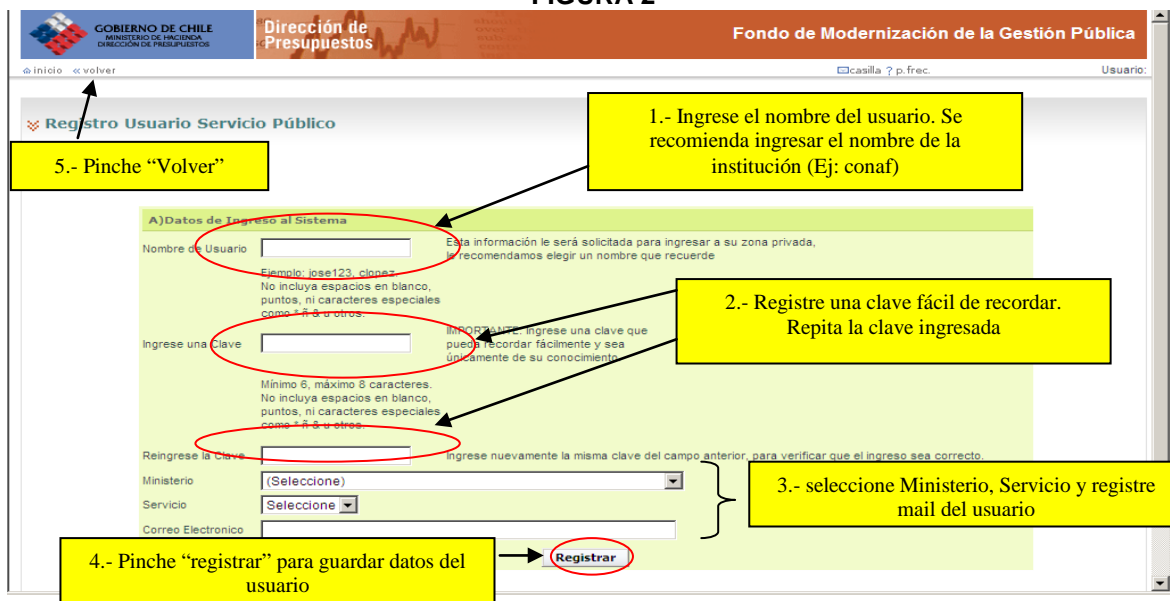 FIGURA 2
GOBIERNO DE CHILE
MINISTERIO DE HACIENDA
DIRECCIÓN DE PRESUPUESTOS
Dirección de
Presupuestos
Fondo de Modernización de la Gestión Pública
inicio «volver
casilla ? p.frec.
Usuario:
Registro Usuario Servicio Público
1.- Ingrese el nombre del usuario. Se
recomienda ingresar el nombre de la
institución (Ej: conaf)
5.- Pinche “Volver”
A)Datos de Ingreso al Sistema
Nombre de Usuario
Esta información le será solicitada para ingresar a su zona privada,
le recomendamos elegir un nombre que recuerde
Ejemplo: jose123, clopez.
No incluya espacios en blanco,
puntos, ni caracteres especiales
como * ñ & u otros.
2.- Registre una clave fácil de recordar.
Repita la clave ingresada
Ingrese una Clave
IMPORTANTE: Ingrese una clave que
pueda recordar fácilmente y sea
únicamente de su conocimiento
Mínimo 6, máximo 8 caracteres.
No incluya espacios en blanco,
puntos, ni caracteres especiales
como * ñ & u otros.
Reingrese la Clave
Ingrese nuevamente la misma clave del campo anterior, para verificar que el ingreso sea correcto.
Ministerio
(Seleccione)
Servicio
Seleccione
Correo Electronico
3.- seleccione Ministerio, Servicio y registre
mail del usuario
4.- Pinche “registrar” para guardar datos del
usuario
Registrar